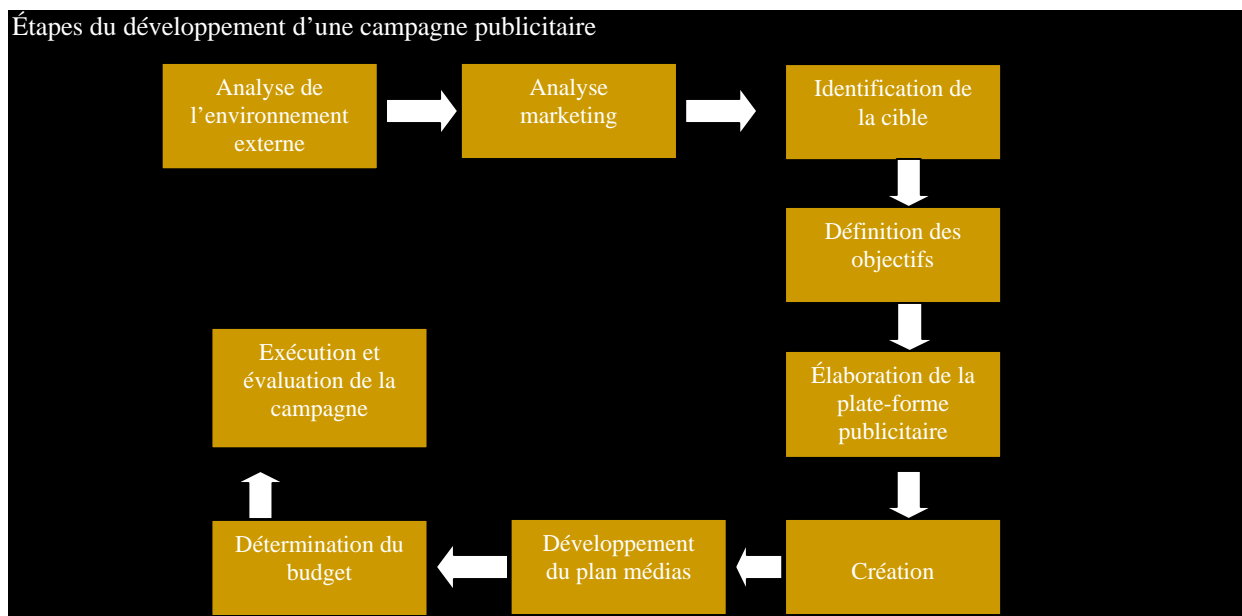 Étapes du développement d’une campagne publicitaire
Analyse de
l’environnement
externe
Analyse
marketing
Identification de
la cible
Définition des
objectifs
Élaboration de la
plate-forme
publicitaire
Création
Développement
du plan médias
Détermination du
budget
Exécution et
évaluation de la
campagne